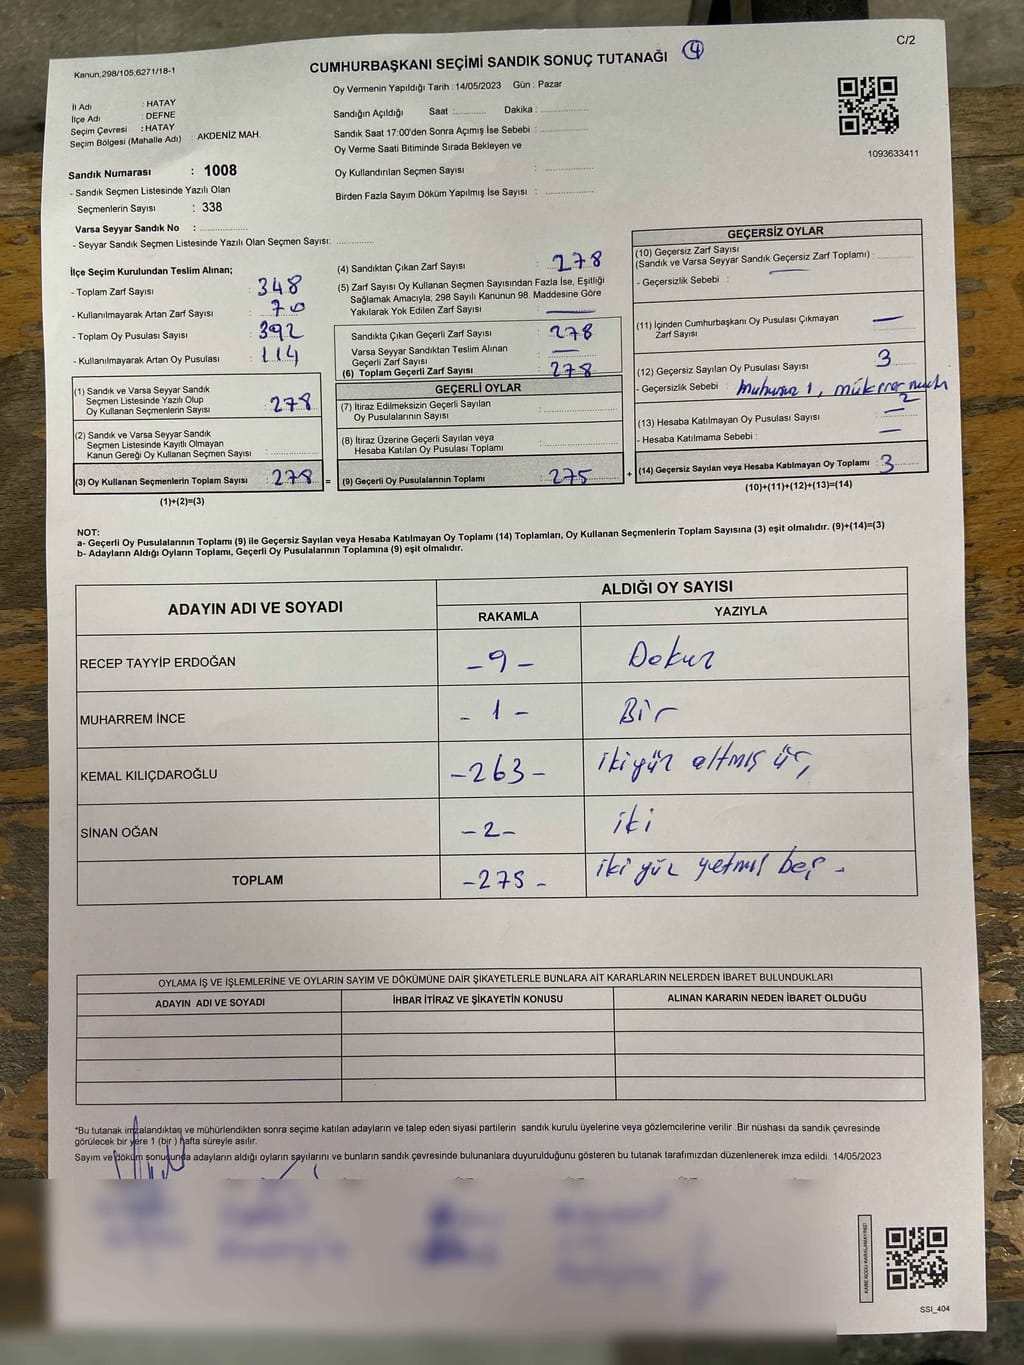 Kanun;298/105;6271/18-1
CUMHURBAŞKANI SEÇİMİ SANDIK SONUÇ TUTANAĞI 4
C/2
Oy Vermenin Yapıldığı Tarih :14/05/2023 Gün : Pazar
İl Adı : HATAY
İlçe Adı : DEFNE
Seçim Çevresi : HATAY
Seçim Bölgesi (Mahalle Adı) : AKDENİZ MAH.
Sandığın Açıldığı Saat :........... Dakika :................
Sandık Saat 17:00'den Sonra Açımış İse Sebebi :................
Oy Verme Saati Bitiminde Sırada Bekleyen ve
Oy Kullandırılan Seçmen Sayısı :................
Birden Fazla Sayım Döküm Yapılmış İse Sayısı :................
1093633411
Sandık Numarası : 1008
- Sandık Seçmen Listesinde Yazılı Olan
Seçmenlerin Sayısı : 338
Varsa Seyyar Sandık No :................
- Seyyar Sandık Seçmen Listesinde Yazılı Olan Seçmen Sayısı: ............
İlçe Seçim Kurulundan Teslim Alınan;
- Toplam Zarf Sayısı : 348
- Kullanılmayarak Artan Zarf Sayısı : 70
- Toplam Oy Pusulası Sayısı : 392
- Kullanılmayarak Artan Oy Pusulası : 114
(1) Sandık ve Varsa Seyyar Sandık
Seçmen Listesinde Yazılı Olup
Oy Kullanan Seçmenlerin Sayısı : 278
(2) Sandık ve Varsa Seyyar Sandık
Seçmen Listesinde Kayıtlı Olmayan
Kanun Gereği Oy Kullanan Seçmen Sayısı :................
(3) Oy Kullanan Seçmenlerin Toplam Sayısı : 278 =
(1)+(2)=(3)
(4) Sandıktan Çıkan Zarf Sayısı : 278
(5) Zarf Sayısı Oy Kullanan Seçmen Sayısından Fazla İse, Eşitliği
Sağlamak Amacıyla; 298 Sayılı Kanunun 98. Maddesine Göre
Yakılarak Yok Edilen Zarf Sayısı : —
Sandıkta Çıkan Geçerli Zarf Sayısı : 278
Varsa Seyyar Sandıktan Teslim Alınan
Geçerli Zarf Sayısı : —
(6) Toplam Geçerli Zarf Sayısı : 278
GEÇERLİ OYLAR
(7) İtiraz Edilmeksizin Geçerli Sayılan
Oy Pusulalarının Sayısı :................
(8) İtiraz Üzerine Geçerli Sayılan veya
Hesaba Katılan Oy Pusulası Toplamı :................
(9) Geçerli Oy Pusulalarının Toplamı : 275 +
GEÇERSİZ OYLAR
(10) Geçersiz Zarf Sayısı
(Sandık ve Varsa Seyyar Sandık Geçersiz Zarf Toplamı) :...........
- Geçersizlik Sebebi : —
(11) İçinden Cumhurbaşkanı Oy Pusulası Çıkmayan
Zarf Sayısı : —
(12) Geçersiz Sayılan Oy Pusulası Sayısı : 3
- Geçersizlik Sebebi : Mühürsüz 1, mükerrer 2
(13) Hesaba Katılmayan Oy Pusulası Sayısı : —
- Hesaba Katılmama Sebebi : —
(14) Geçersiz Sayılan veya Hesaba Katılmayan Oy Toplamı : 3
(10)+(11)+(12)+(13)=(14)
NOT:
a- Geçerli Oy Pusulalarının Toplamı (9) ile Geçersiz Sayılan veya Hesaba Katılmayan Oy Toplamı (14) Toplamları, Oy Kullanan Seçmenlerin Toplam Sayısına (3) eşit olmalıdır. (9)+(14)=(3)
b- Adayların Aldığı Oyların Toplamı, Geçerli Oy Pusulalarının Toplamına (9) eşit olmalıdır.
ADAYIN ADI VE SOYADI
ALDIĞI OY SAYISI
RAKAMLA YAZIYLA
RECEP TAYYİP ERDOĞAN -9- Dokuz
MUHARREM İNCE -1- Bir
KEMAL KILIÇDAROĞLU -263- ikiyüz altmış üç
SİNAN OĞAN -2- iki
TOPLAM -275- iki yüz yetmiş beş -
OYLAMA İŞ VE İŞLEMLERİNE VE OYLARIN SAYIM VE DÖKÜMÜNE DAİR ŞİKAYETLERLE BUNLARA AİT KARARLARIN NELERDEN İBARET BULUNDUKLARI
ADAYIN ADI VE SOYADI İHBAR İTİRAZ VE ŞİKAYETİN KONUSU ALINAN KARARIN NEDEN İBARET OLDUĞU
*Bu tutanak imzalandıktan ve mühürlendikten sonra seçime katılan adayların ve talep eden siyasi partilerin sandık kurulu üyelerine veya gözlemcilerine verilir .Bir nüshası da sandık çevresinde
görülecek bir yere 1 (bir ) hafta süreyle asılır.
Sayım ve döküm sonucunda adayların aldığı oyların sayılarını ve bunların sandık çevresinde bulunanlara duyurulduğunu gösteren bu tutanak tarafımızdan düzenlenerek imza edildi. 14/05/2023
KARE KODU KARALAMAYINIZ!
SSI_404